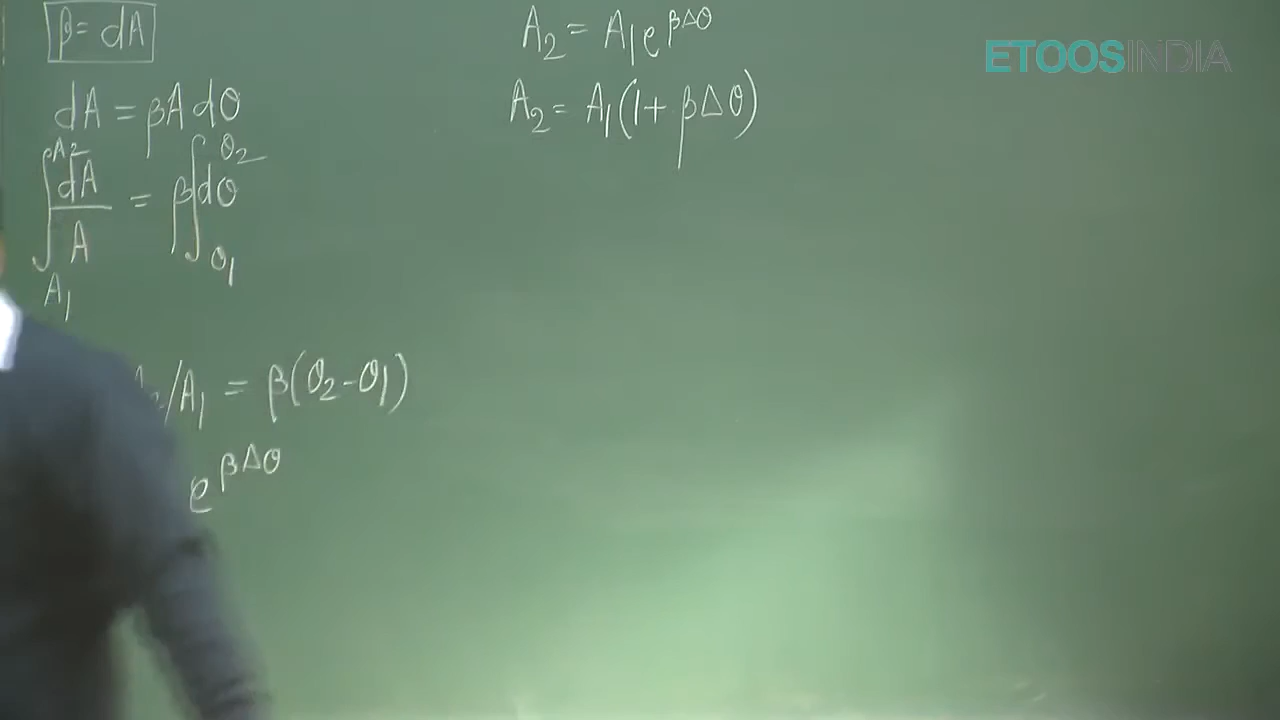 β = dA
dA = βA dθ
∫_{A₁}^{A₂} dA/A = β∫_{θ₁}^{θ₂} dθ
/A₁ = β(θ₂-θ₁)
e^{βΔθ}
A₂ = A₁e^{βΔθ}
A₂ = A₁(1+βΔθ)
ETOOSINDIA